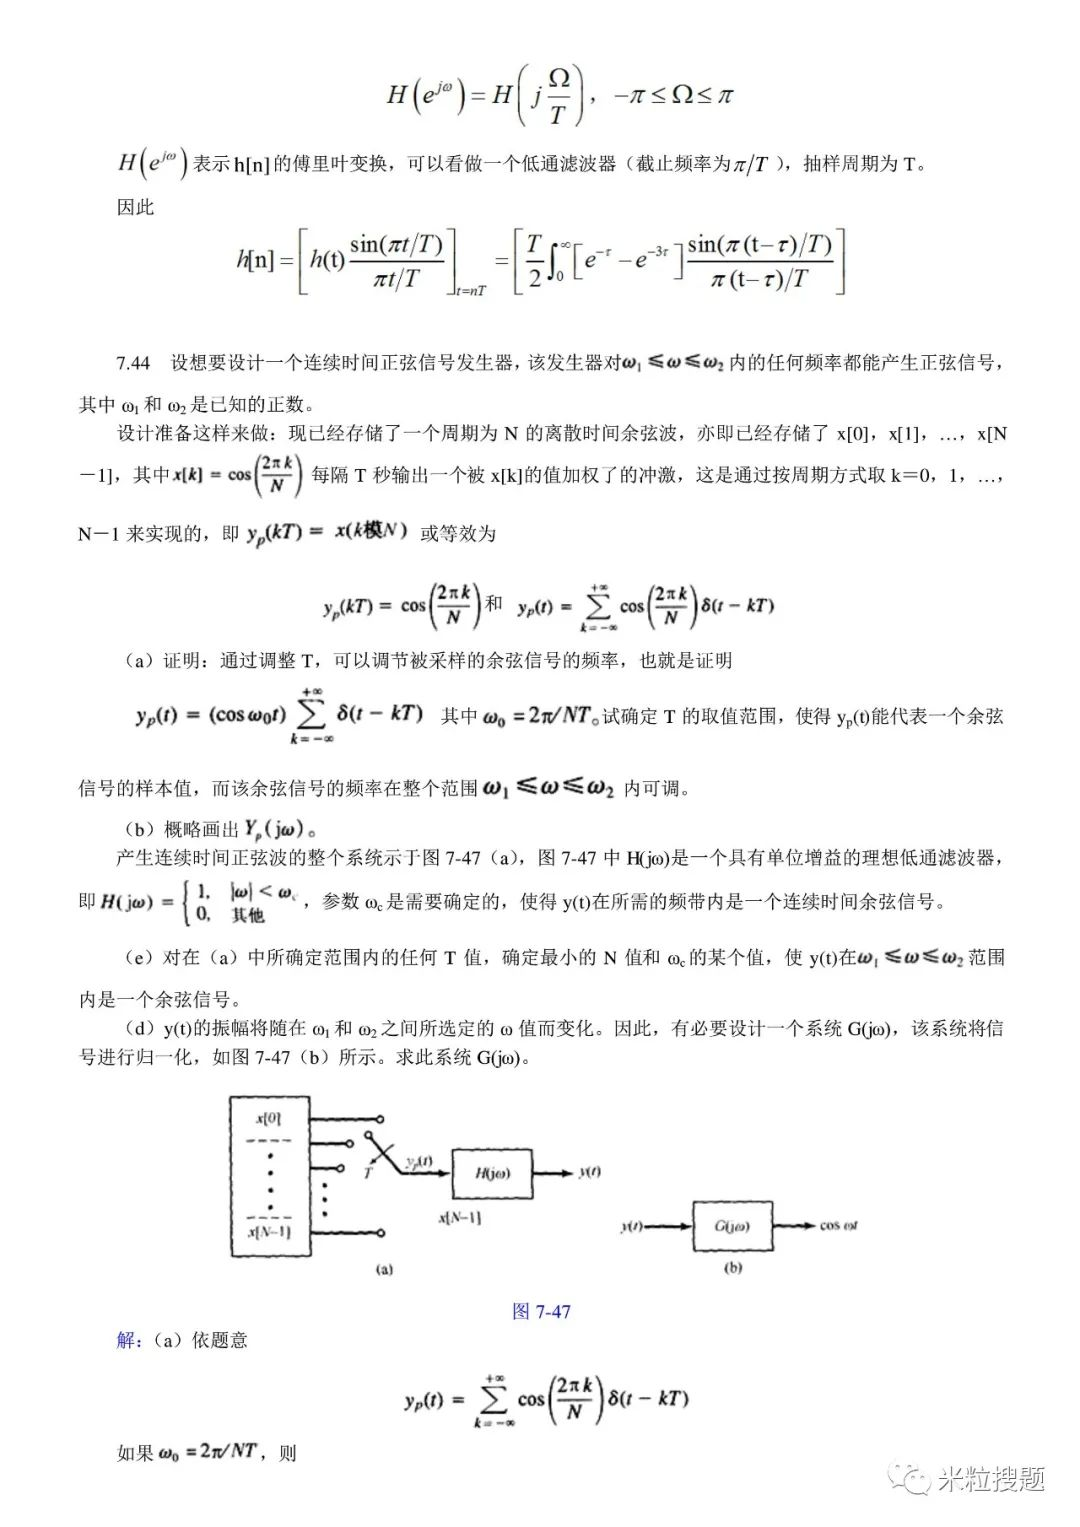 H(e^{jω}) = H(j Ω/T), −π≤Ω≤π
H(e^{jω}) 表示 h[n] 的傅里叶变换，可以看做一个低通滤波器（截止频率为 π/T ），抽样周期为 T。
因此
h[n] = [h(t) sin(πt/T) / πt/T]_{t=nT} = [T/2 ∫_0^∞ [e^{−τ} − e^{−3τ}] sin(π(t−τ)/T) / π(t−τ)/T]
7.44 设想要设计一个连续时间正弦信号发生器，该发生器对 ω₁ ≤ω≤ω₂ 内的任何频率都能产生正弦信号，
其中 ω₁ 和 ω₂ 是已知的正数。
设计准备这样来做：现已经存储了一个周期为 N 的离散时间余弦波，亦即已经存储了 x[0]，x[1]，…，x[N
−1]，其中 x[k] = cos(2πk/N) 每隔 T 秒输出一个被 x[k]的值加权了的冲激，这是通过按周期方式取 k＝0，1，…，
N－1 来实现的，即 y_p(kT) = x(k模N) 或等效为
y_p(kT) = cos(2πk/N) 和 y_p(t) = ∑_{k=−∞}^{+∞} cos(2πk/N) δ(t − kT)
（a）证明：通过调整 T，可以调节被采样的余弦信号的频率，也就是证明
y_p(t) = (cos ω₀t) ∑_{k=−∞}^{+∞} δ(t − kT) 其中 ω₀ =2π/NT。试确定 T 的取值范围，使得 y_p(t)能代表一个余弦
信号的样本值，而该余弦信号的频率在整个范围 ω₁ ≤ω≤ω₂ 内可调。
（b）概略画出 Y_p(jω)。
产生连续时间正弦波的整个系统示于图 7-47（a），图 7-47 中 H(jω)是一个具有单位增益的理想低通滤波器，
即 H(jω) = { 1, |ω| < ω_c
0, 其他 ，参数 ω_c 是需要确定的，使得 y(t)在所需的频带内是一个连续时间余弦信号。
（e）对在（a）中所确定范围内的任何 T 值，确定最小的 N 值和 ω_c 的某个值，使 y(t)在 ω₁ ≤ω≤ω₂ 范围
内是一个余弦信号。
（d）y(t)的振幅将随在 ω₁ 和 ω₂ 之间所选定的 ω 值而变化。因此，有必要设计一个系统 G(jω)，该系统将信
号进行归一化，如图 7-47（b）所示。求此系统 G(jω)。
x[0]
x[N−1]
T
y_p(t)
H(jω)
y(t)
x[N−1]
(a)
y(t)
G(jω)
cos ωt
(b)
图 7-47
解:（a）依题意
y_p(t) = ∑_{k=−∞}^{+∞} cos(2πk/N) δ(t − kT)
如果 ω₀ =2π/NT，则
米粒搜题